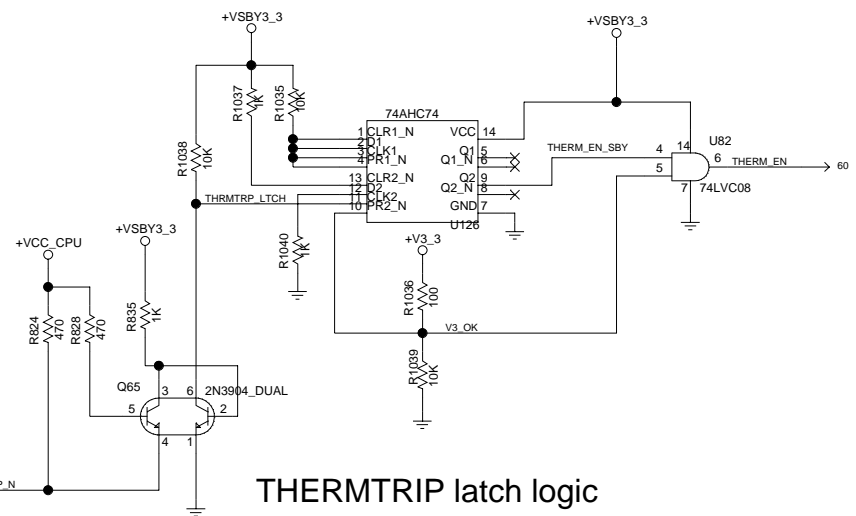 +VSBY3_3
+VSBY3_3
R1037
1K
R1035
10K
74AHC74
1 CLR1_N VCC 14
2 D1
3 CLK1 Q1 5
4 PR1_N Q1_N 6
13 CLR2_N Q2 9
12 D2 Q2_N 8
11 CLK2
10 PR2_N GND 7
U126
THERM_EN_SBY
4
5
14
U82
6
THERM_EN
60
7
74LVC08
R1038
10K
THRMTRP_LTCH
+VCC_CPU
+VSBY3_3
R1040
1K
+V3_3
R1036
100
V3_OK
R1039
10K
R824
470
R828
470
R835
1K
Q65
3 6
2N3904_DUAL
5 2
4 1
P_N
THERMTRIP latch logic